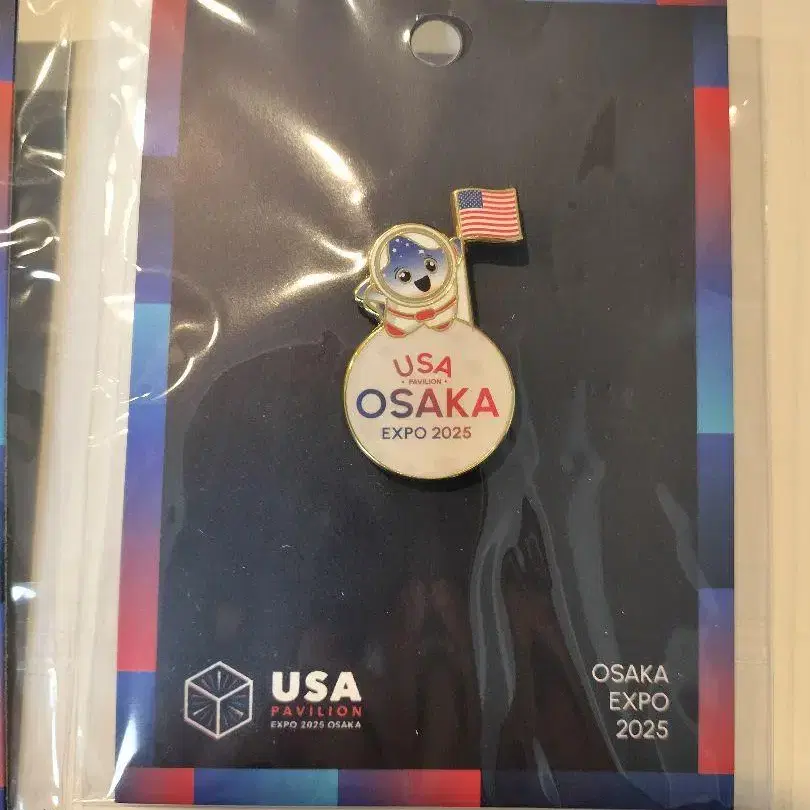 USA
• PAVILION •
OSAKA
EXPO 2025
USA
PAVILION
EXPO 2025 OSAKA
OSAKA
EXPO
2025